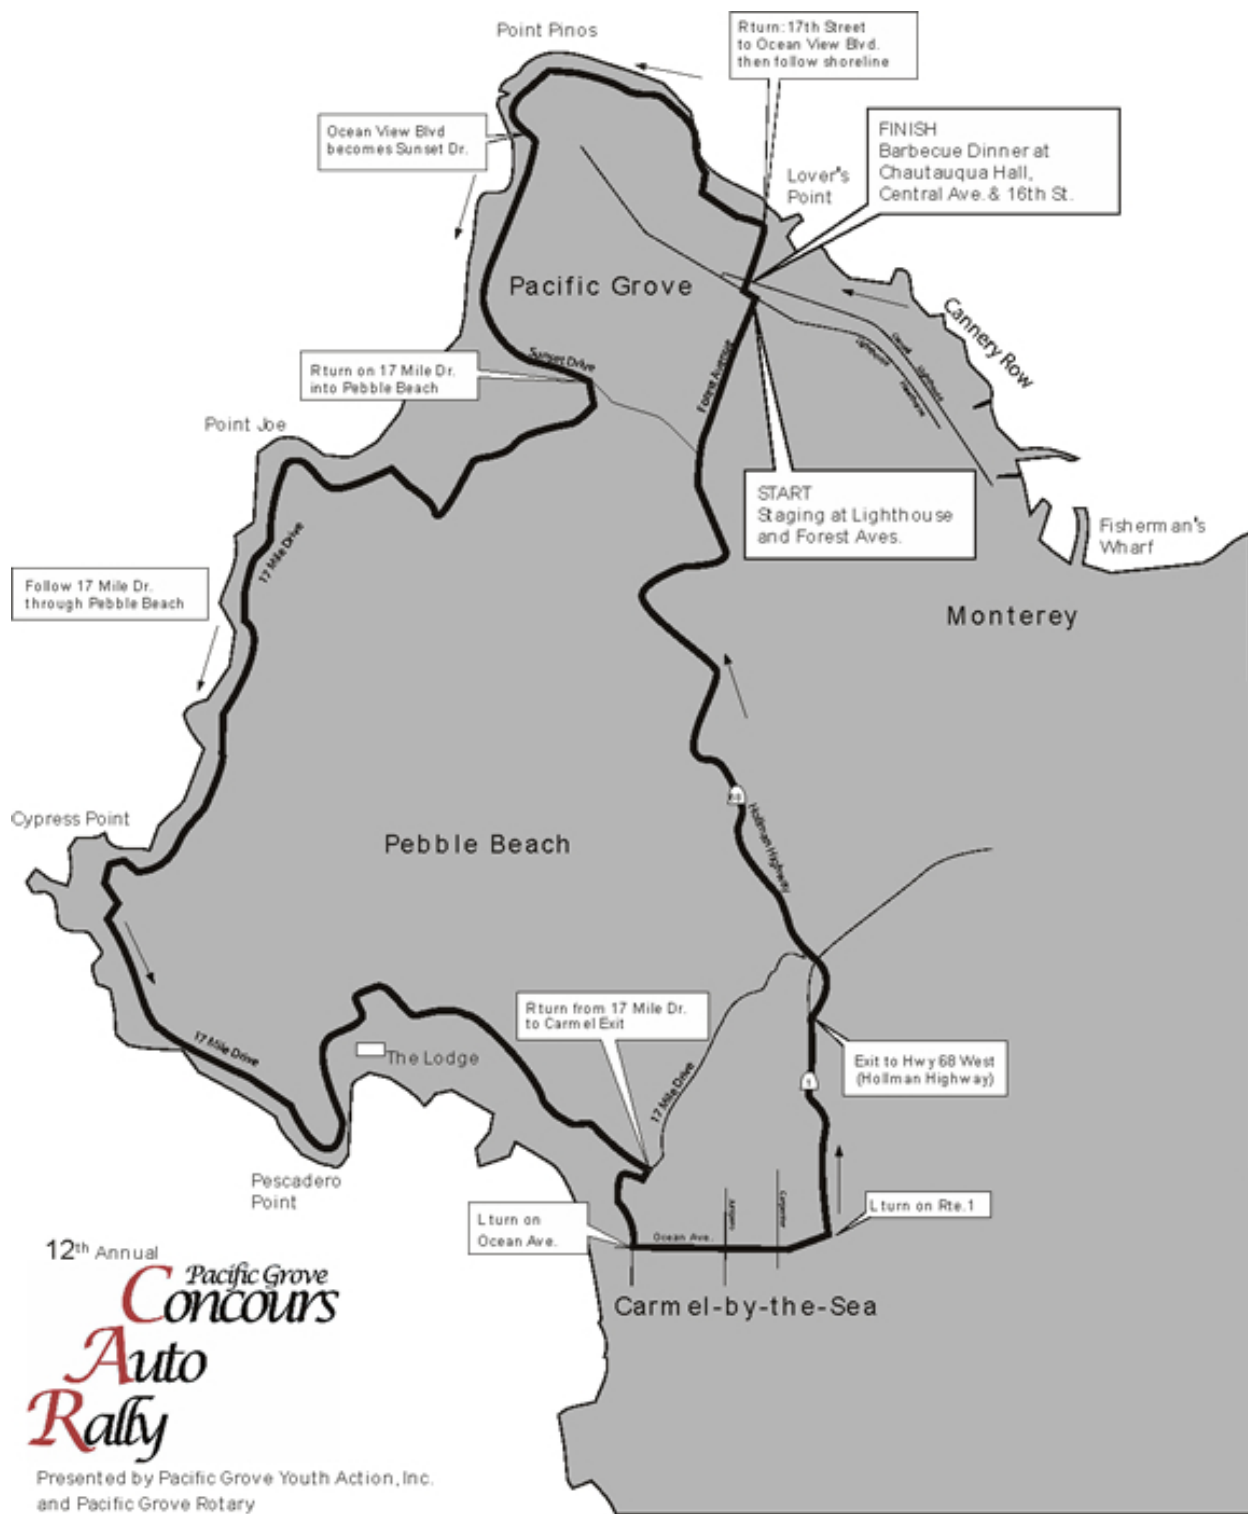 Point Pinos
R turn: 17th Street
to Ocean View Blvd.
then follow shoreline
Ocean View Blvd
becomes Sunset Dr.
FINISH
Barbecue Dinner at
Chautauqua Hall,
Central Ave. & 16th St.
Lover's
Point
Pacific Grove
Cannery Row
Sunset Drive
Forest Avenue
Lighthouse
Lighthouse
R turn on 17 Mile Dr.
into Pebble Beach
Point Joe
START
Staging at Lighthouse
and Forest Aves.
Fisherman's
Wharf
17 Mile Drive
Follow 17 Mile Dr.
through Pebble Beach
Monterey
Cypress Point
68
Hollman Highway
Pebble Beach
R turn from 17 Mile Dr.
to Carmel Exit
17 Mile Drive
The Lodge
17 Mile Drive
Exit to Hwy 68 West
(Hollman Highway)
1
Pescadero
Point
L turn on
Ocean Ave.
Ocean Ave.
Carpenter
L turn on Rte.1
Carmel-by-the-Sea
12th Annual
Pacific Grove
Concours
Auto
Rally
Presented by Pacific Grove Youth Action, Inc.
and Pacific Grove Rotary